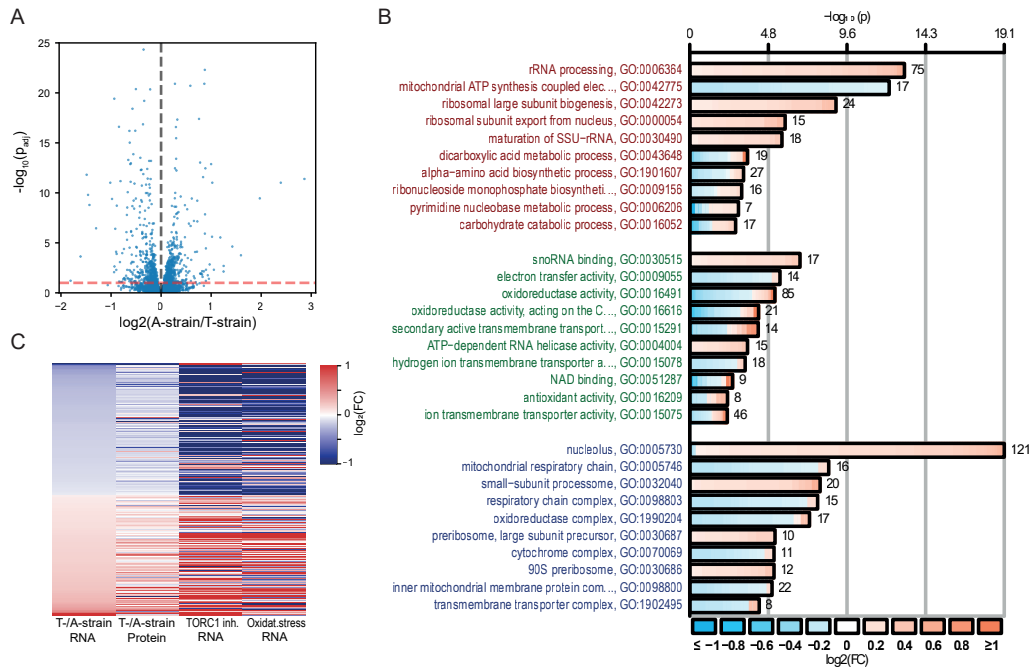 A
25
20
15
10
5
0
-log10(padj)
−2
−1
0
1
2
3
log2(A-strain/T-strain)
B
−log₁₀ (p)
0
4.8
9.6
14.3
19.1
rRNA processing, GO:0006364
75
mitochondrial ATP synthesis coupled elec..., GO:0042775
17
ribosomal large subunit biogenesis, GO:0042273
24
ribosomal subunit export from nucleus, GO:0000054
15
maturation of SSU−rRNA, GO:0030490
18
dicarboxylic acid metabolic process, GO:0043648
19
alpha−amino acid biosynthetic process, GO:1901607
27
ribonucleoside monophosphate biosyntheti..., GO:0009156
16
pyrimidine nucleobase metabolic process, GO:0006206
7
carbohydrate catabolic process, GO:0016052
17
snoRNA binding, GO:0030515
17
electron transfer activity, GO:0009055
14
oxidoreductase activity, GO:0016491
85
oxidoreductase activity, acting on the C..., GO:0016616
21
secondary active transmembrane transport..., GO:0015291
14
ATP−dependent RNA helicase activity, GO:0004004
15
hydrogen ion transmembrane transporter a..., GO:0015078
18
NAD binding, GO:0051287
9
antioxidant activity, GO:0016209
8
ion transmembrane transporter activity, GO:0015075
46
nucleolus, GO:0005730
121
mitochondrial respiratory chain, GO:0005746
16
small−subunit processome, GO:0032040
20
respiratory chain complex, GO:0098803
15
oxidoreductase complex, GO:1990204
17
preribosome, large subunit precursor, GO:0030687
10
cytochrome complex, GO:0070069
11
90S preribosome, GO:0030686
12
inner mitochondrial membrane protein com..., GO:0098800
22
transmembrane transporter complex, GO:1902495
8
≤ −1 −0.8 −0.6 −0.4 −0.2 0 0.2 0.4 0.6 0.8 ≥1
log2(FC)
C
1
0
−1
log₂(FC)
T-/A-strain
RNA
T-/A-strain
Protein
TORC1 inh.
RNA
Oxidat.stress
RNA